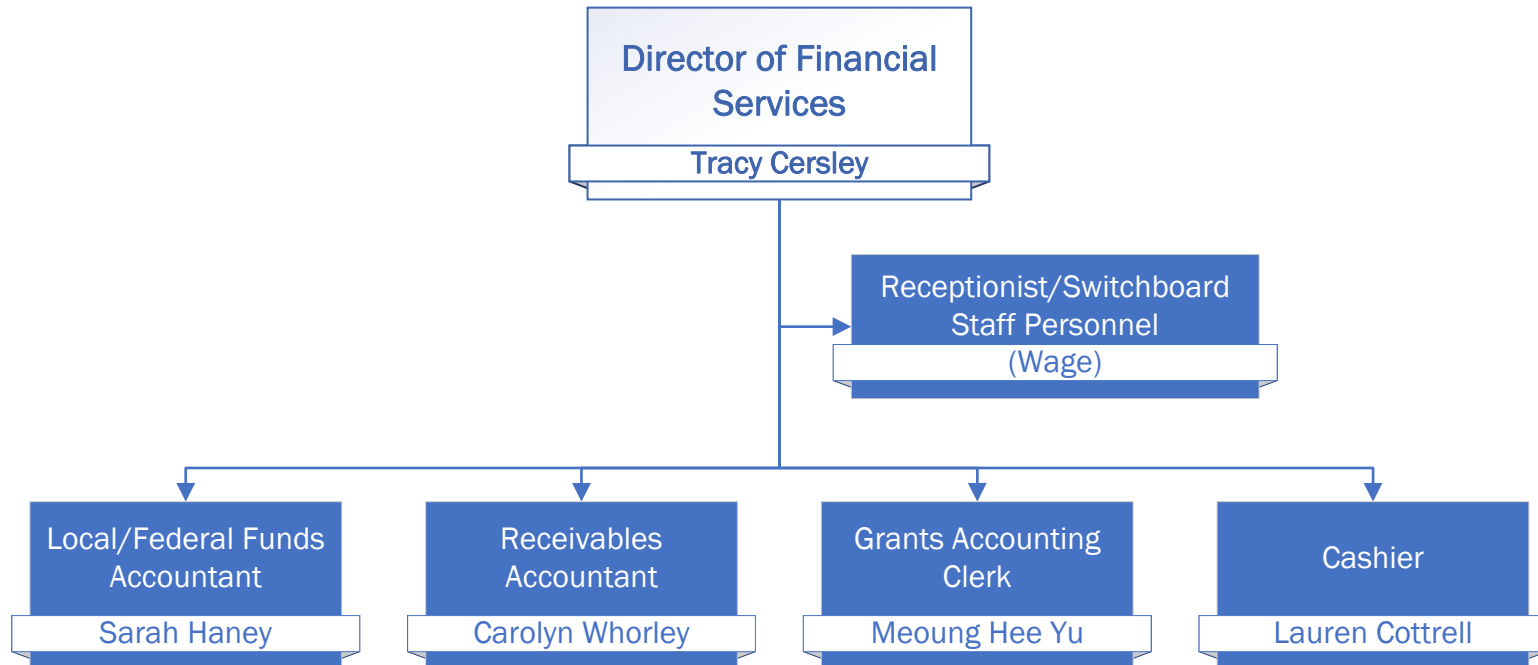 Director of Financial
Services
Tracy Cersley
Receptionist/Switchboard
Staff Personnel
(Wage)
Local/Federal Funds
Accountant
Sarah Haney
Receivables
Accountant
Carolyn Whorley
Grants Accounting
Clerk
Meoung Hee Yu
Cashier
Lauren Cottrell